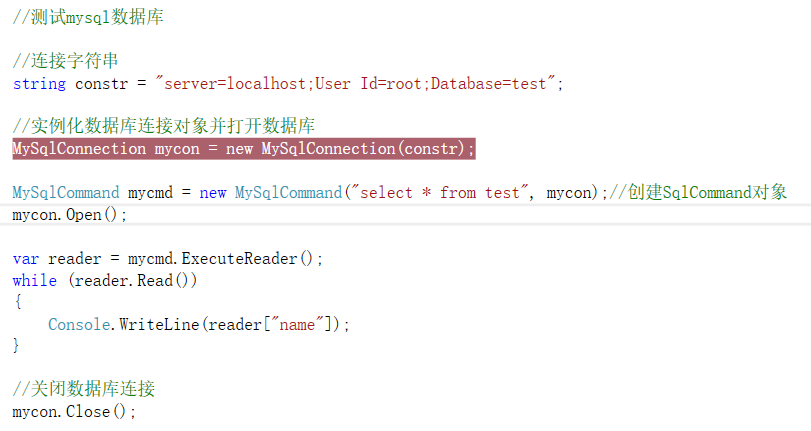 //测试mysql数据库
//连接字符串
string constr = "server=localhost;User Id=root;Database=test";
//实例化数据库连接对象并打开数据库
MySqlConnection mycon = new MySqlConnection(constr);
MySqlCommand mycmd = new MySqlCommand("select * from test", mycon);//创建SqlCommand对象
mycon.Open();
var reader = mycmd.ExecuteReader();
while (reader.Read())
{
    Console.WriteLine(reader["name"]);
}
//关闭数据库连接
mycon.Close();